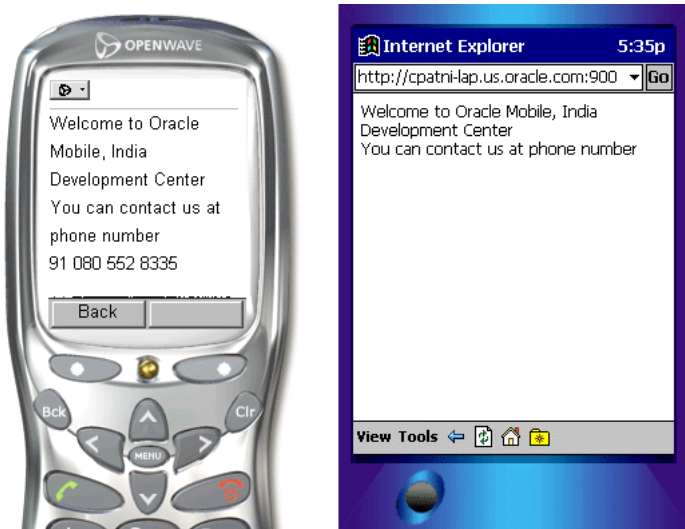 OPENWAVE
Welcome to Oracle
Mobile, India
Development Center
You can contact us at
phone number
91 080 552 8335
Back
Bck
Clr
MENU
Internet Explorer 5:35p
http://cpatni-lap.us.oracle.com:900 Go
Welcome to Oracle Mobile, India
Development Center
You can contact us at phone number
View Tools